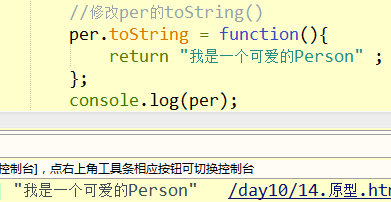 //修改per的toString()
per.toString = function(){
return "我是一个可爱的Person" ;
};
console.log(per);
控制台]，点右上角工具条相应按钮可切换控制台
"我是一个可爱的Person" /day10/14.原型.htm